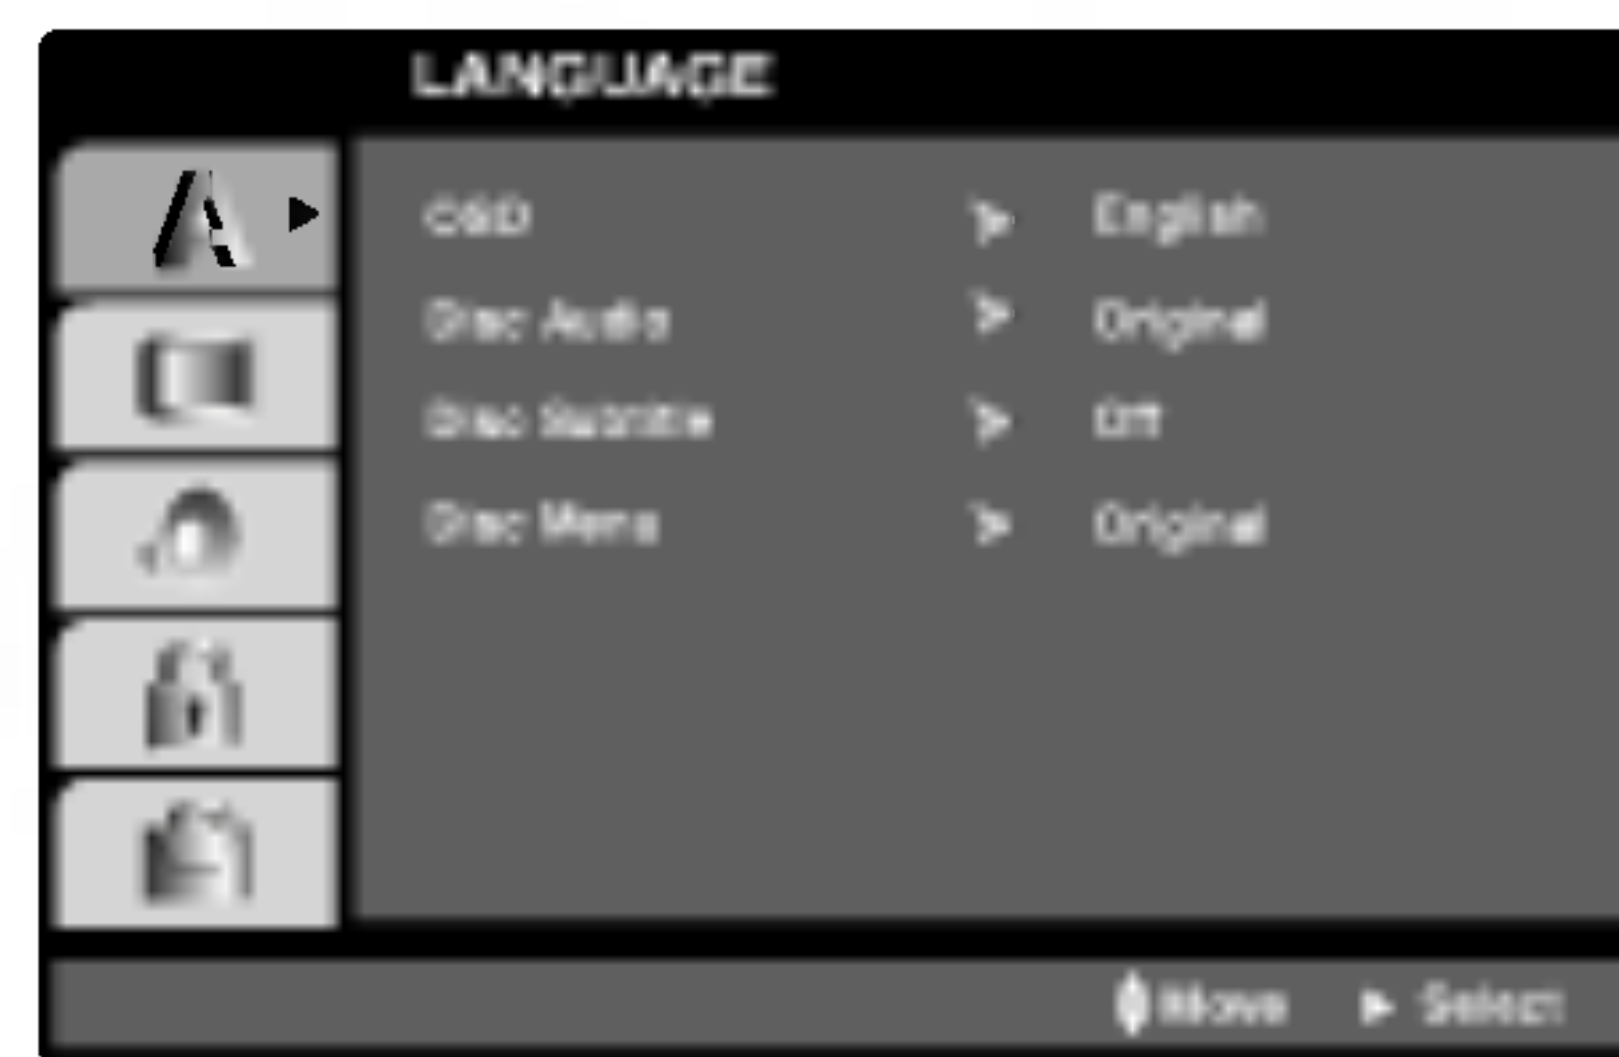 LANGUAGE
OSD English
Disc Audio Original
Disc Subtitle Off
Disc Menu Original
Move Select